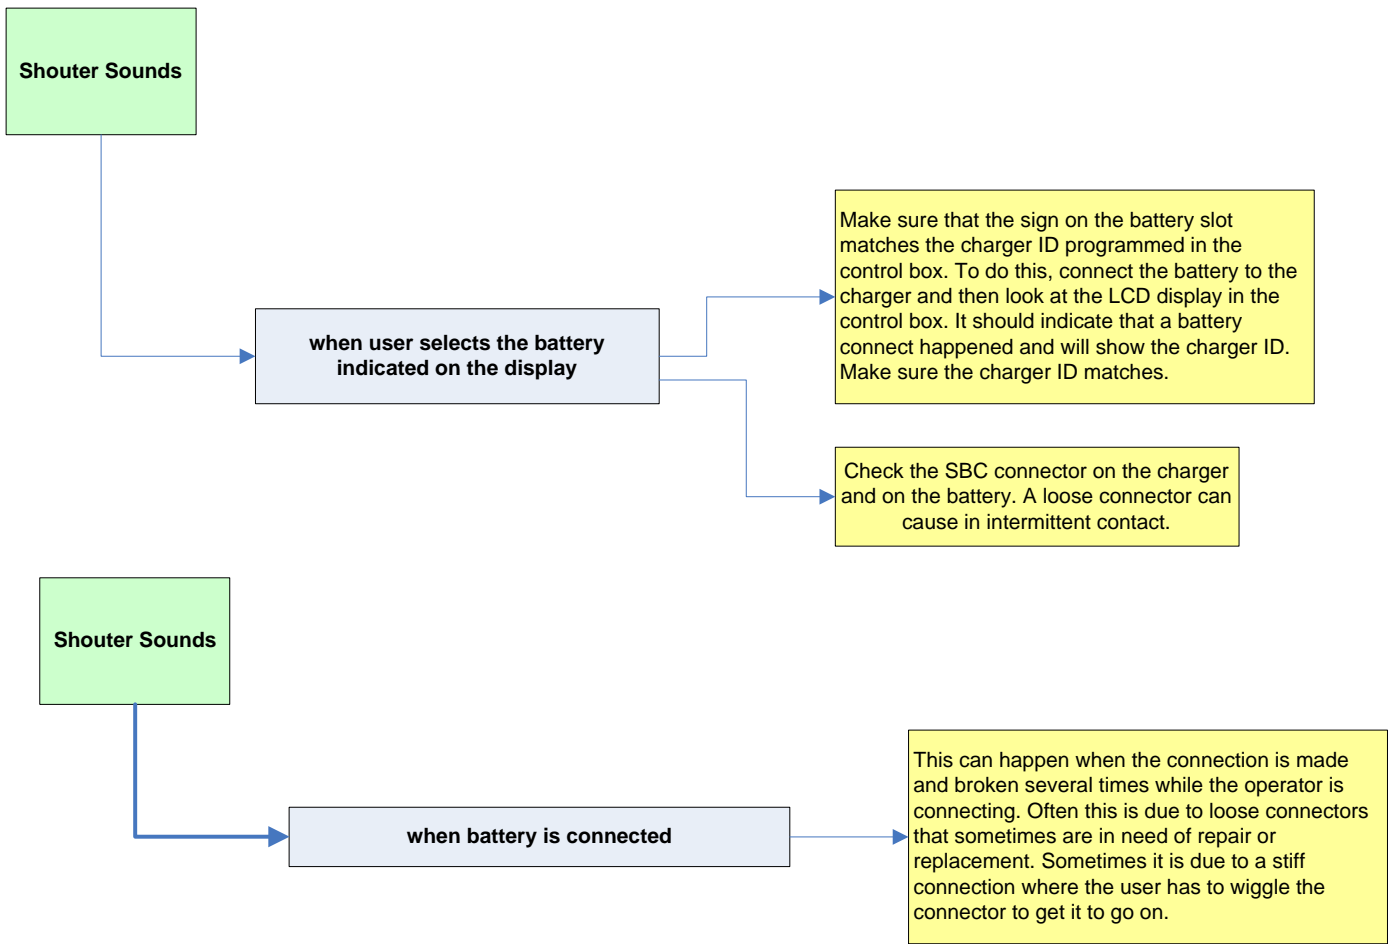 Shouter Sounds
when user selects the battery
indicated on the display
Make sure that the sign on the battery slot
matches the charger ID programmed in the
control box. To do this, connect the battery to the
charger and then look at the LCD display in the
control box. It should indicate that a battery
connect happened and will show the charger ID.
Make sure the charger ID matches.
Check the SBC connector on the charger
and on the battery. A loose connector can
cause in intermittent contact.
Shouter Sounds
when battery is connected
This can happen when the connection is made
and broken several times while the operator is
connecting. Often this is due to loose connectors
that sometimes are in need of repair or
replacement. Sometimes it is due to a stiff
connection where the user has to wiggle the
connector to get it to go on.